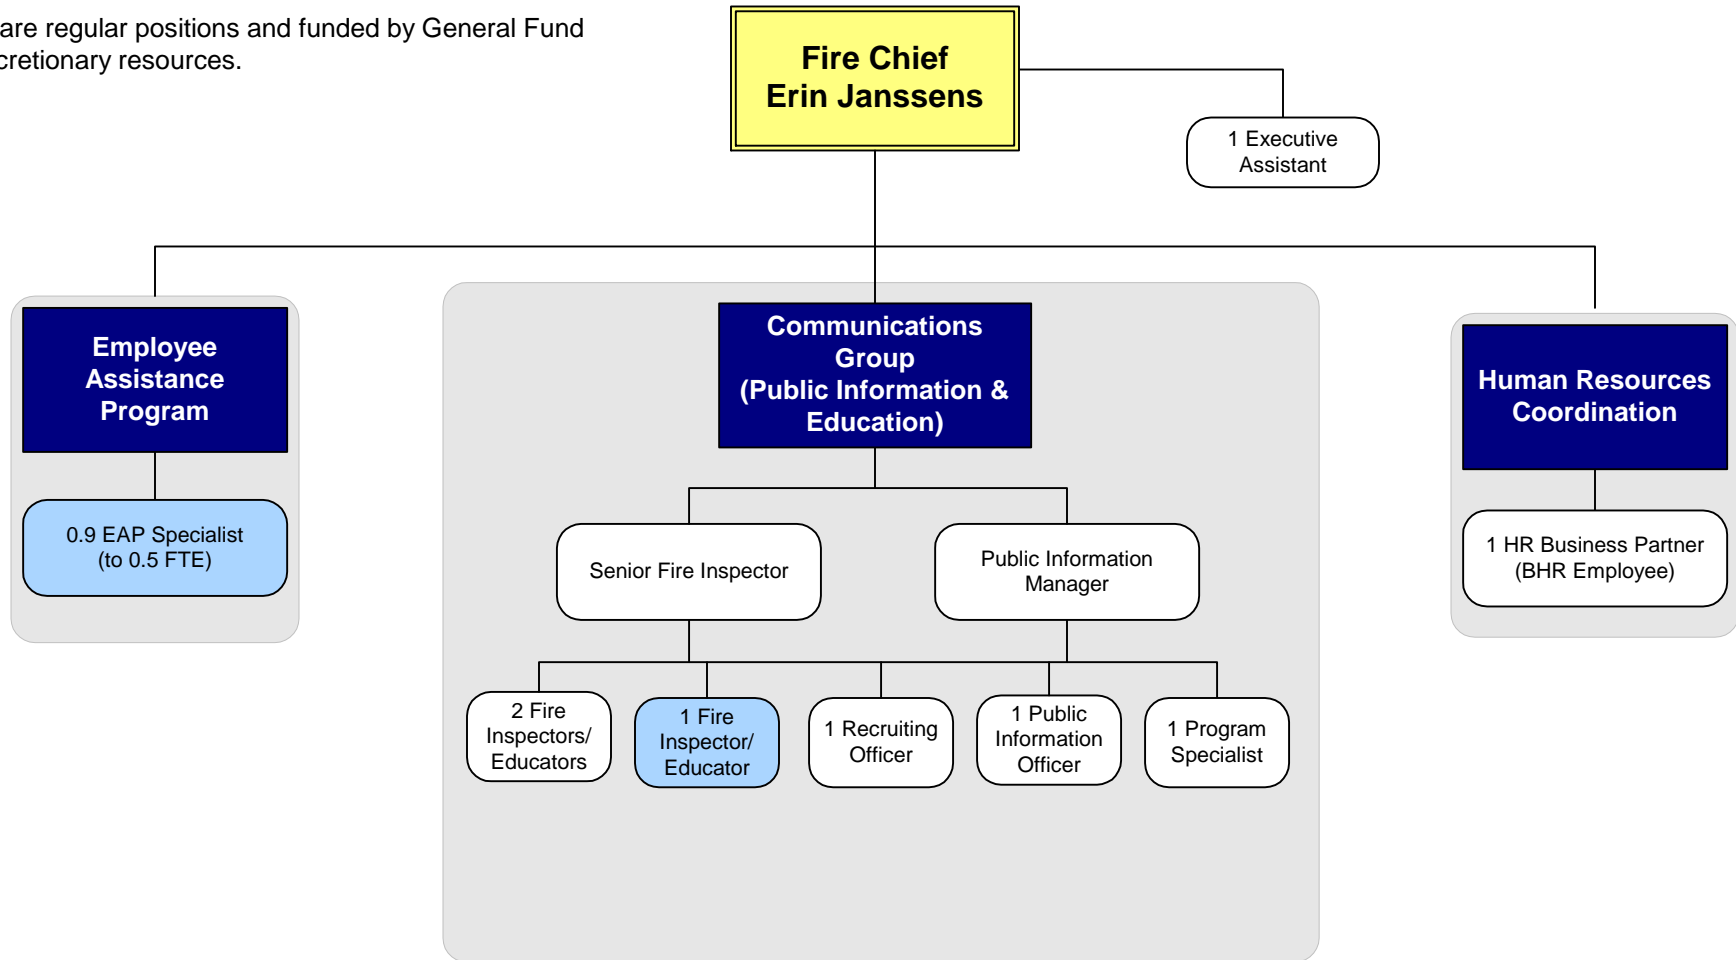 are regular positions and funded by General Fund
cretionary resources.
Fire Chief
Erin Janssens
1 Executive
Assistant
Employee
Assistance
Program
Communications
Group
(Public Information &
Education)
Human Resources
Coordination
0.9 EAP Specialist
(to 0.5 FTE)
Senior Fire Inspector
Public Information
Manager
1 HR Business Partner
(BHR Employee)
2 Fire
Inspectors/
Educators
1 Fire
Inspector/
Educator
1 Recruiting
Officer
1 Public
Information
Officer
1 Program
Specialist